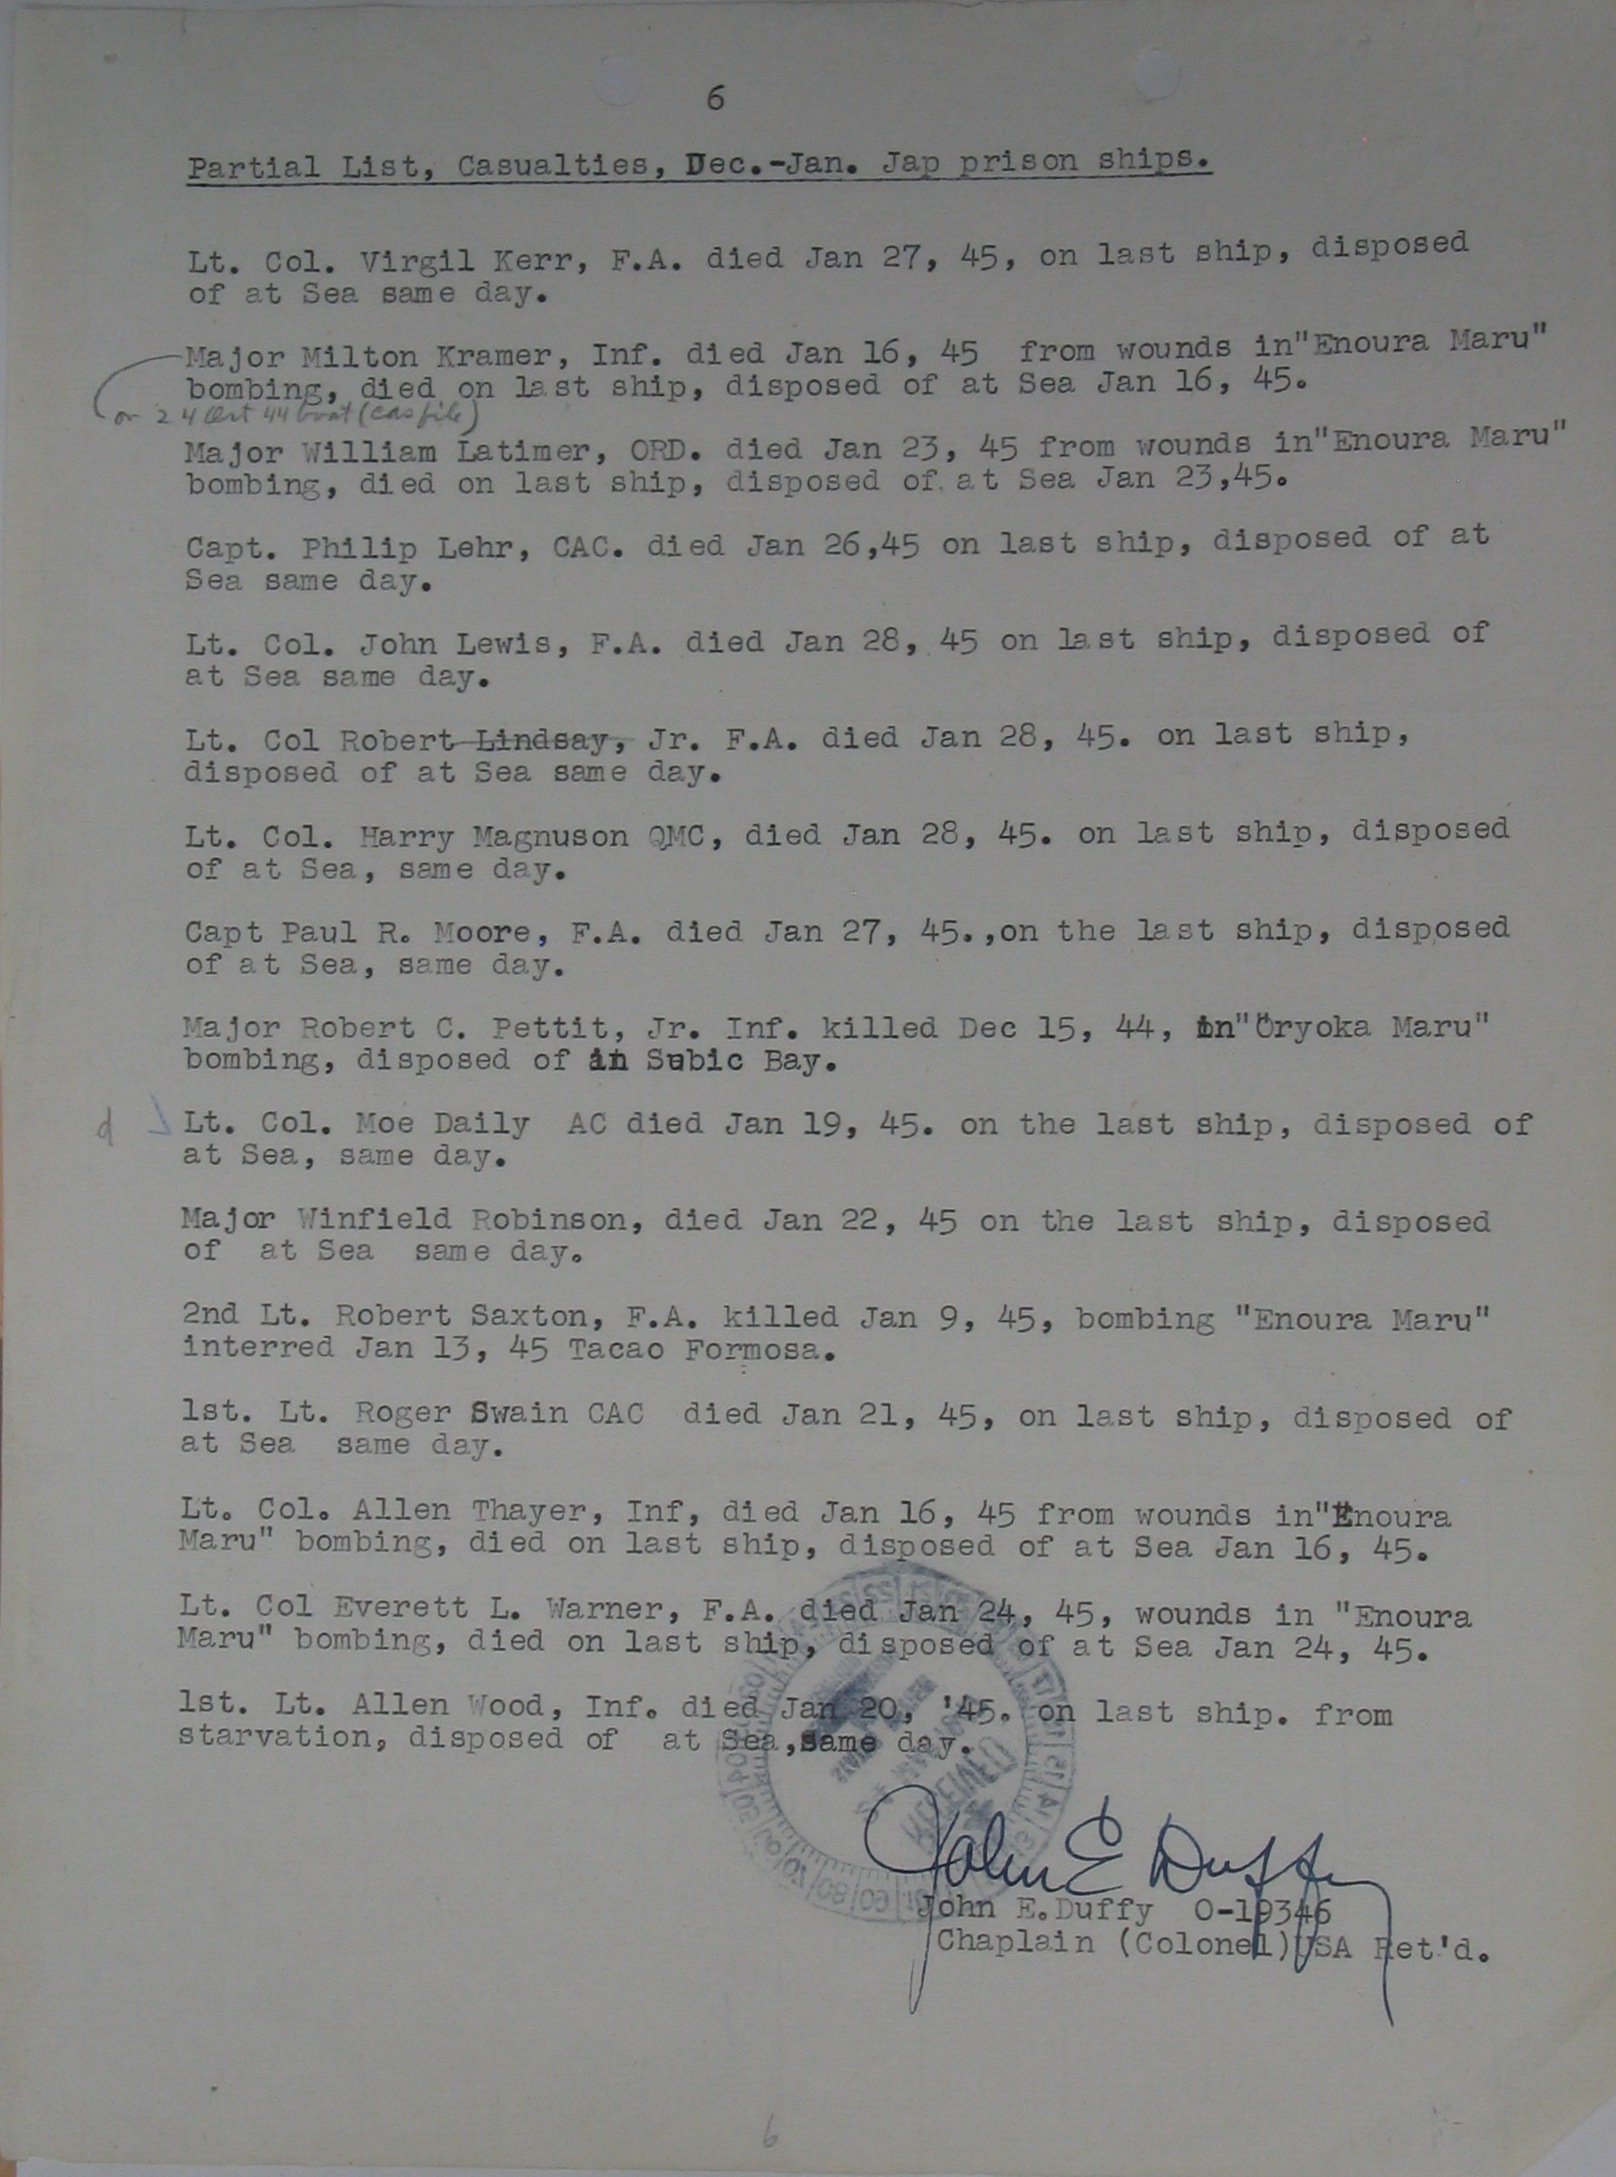 6
Partial List, Casualties, Dec.-Jan. Jap prison ships.
Lt. Col. Virgil Kerr, F.A. died Jan 27, 45, on last ship, disposed
of at Sea same day.
Major Milton Kramer, Inf. died Jan 16, 45 from wounds in"Enoura Maru"
bombing, died on last ship, disposed of at Sea Jan 16, 45.
on 24 Oct 44 boat (cas file)
Major William Latimer, ORD. died Jan 23, 45 from wounds in"Enoura Maru"
bombing, died on last ship, disposed of at Sea Jan 23,45.
Capt. Philip Lehr, CAC. died Jan 26,45 on last ship, disposed of at
Sea same day.
Lt. Col. John Lewis, F.A. died Jan 28, 45 on last ship, disposed of
at Sea same day.
Lt. Col Robert Lindsay, Jr. F.A. died Jan 28, 45. on last ship,
disposed of at Sea same day.
Lt. Col. Harry Magnuson QMC, died Jan 28, 45. on last ship, disposed
of at Sea, same day.
Capt Paul R. Moore, F.A. died Jan 27, 45.,on the last ship, disposed
of at Sea, same day.
Major Robert C. Pettit, Jr. Inf. killed Dec 15, 44, in"Oryoka Maru"
bombing, disposed of in Subic Bay.
d Lt. Col. Moe Daily AC died Jan 19, 45. on the last ship, disposed of
at Sea, same day.
Major Winfield Robinson, died Jan 22, 45 on the last ship, disposed
of at Sea same day.
2nd Lt. Robert Saxton, F.A. killed Jan 9, 45, bombing "Enoura Maru"
interred Jan 13, 45 Tacao Formosa.
1st. Lt. Roger Swain CAC died Jan 21, 45, on last ship, disposed of
at Sea same day.
Lt. Col. Allen Thayer, Inf, died Jan 16, 45 from wounds in"Enoura
Maru" bombing, died on last ship, disposed of at Sea Jan 16, 45.
Lt. Col Everett L. Warner, F.A. died Jan 24, 45, wounds in "Enoura
Maru" bombing, died on last ship, disposed of at Sea Jan 24, 45.
1st. Lt. Allen Wood, Inf. died Jan 20, '45. on last ship. from
starvation, disposed of at Sea,same day.
RECEIVED
John E Duffy
John E.Duffy O-19346
Chaplain (Colonel)USA Ret'd.
6